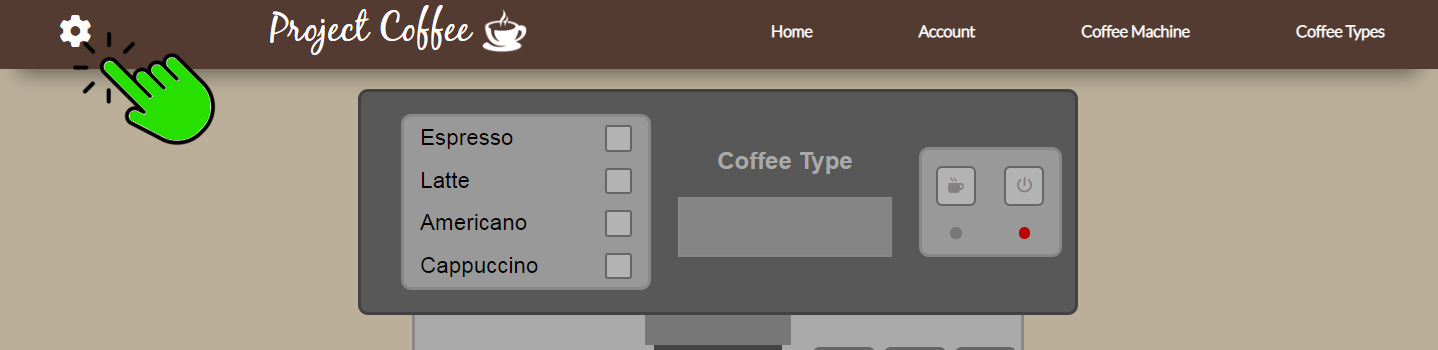 Project Coffee
Home
Account
Coffee Machine
Coffee Types
Espresso
Latte
Americano
Cappuccino
Coffee Type